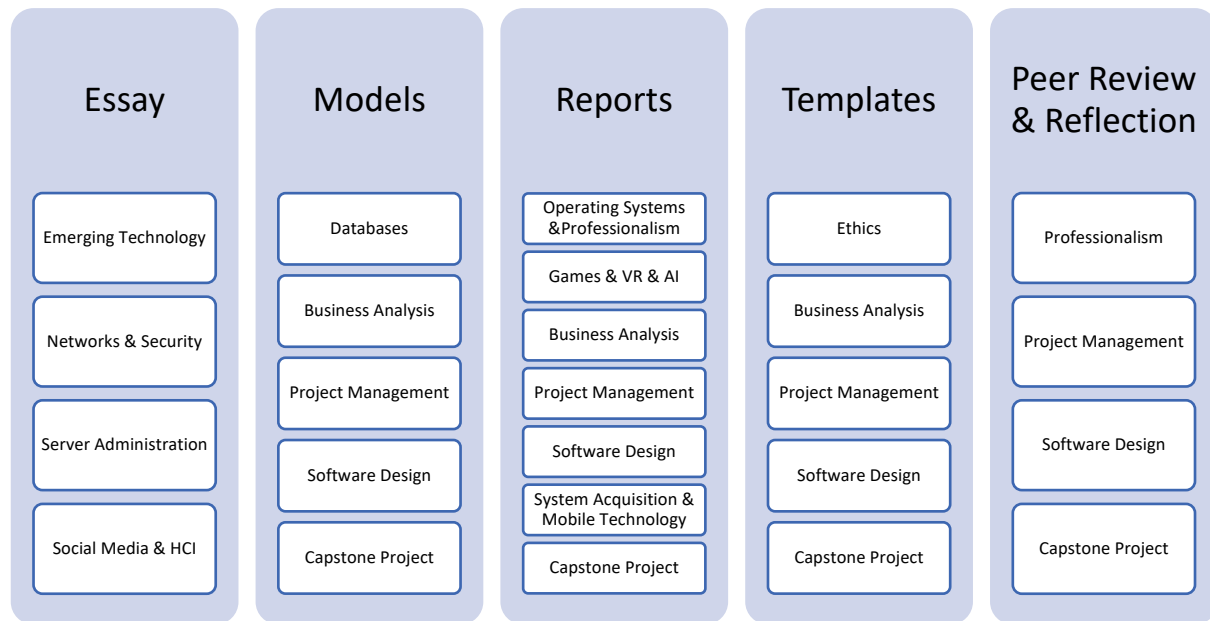 Essay
Emerging Technology
Networks & Security
Server Administration
Social Media & HCI
Models
Databases
Business Analysis
Project Management
Software Design
Capstone Project
Reports
Operating Systems
&Professionalism
Games & VR & AI
Business Analysis
Project Management
Software Design
System Acquisition &
Mobile Technology
Capstone Project
Templates
Ethics
Business Analysis
Project Management
Software Design
Capstone Project
Peer Review
& Reflection
Professionalism
Project Management
Software Design
Capstone Project